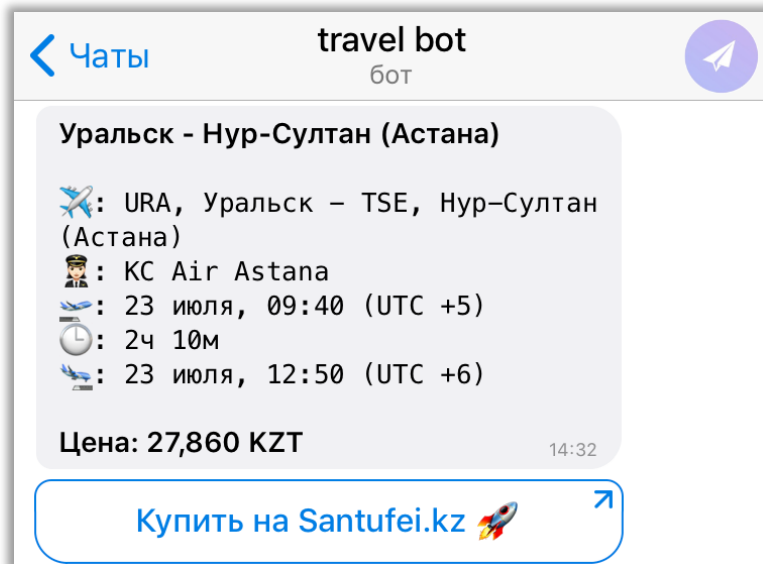 Чаты
travel bot
бот
Уральск - Нур-Султан (Астана)
✈️: URA, Уральск – TSE, Нур-Султан
(Астана)
👩🏻‍✈️: KC Air Astana
🛫: 23 июля, 09:40 (UTC +5)
🕒: 2ч 10м
🛬: 23 июля, 12:50 (UTC +6)
Цена: 27,860 KZT
14:32
Купить на Santufei.kz 🚀